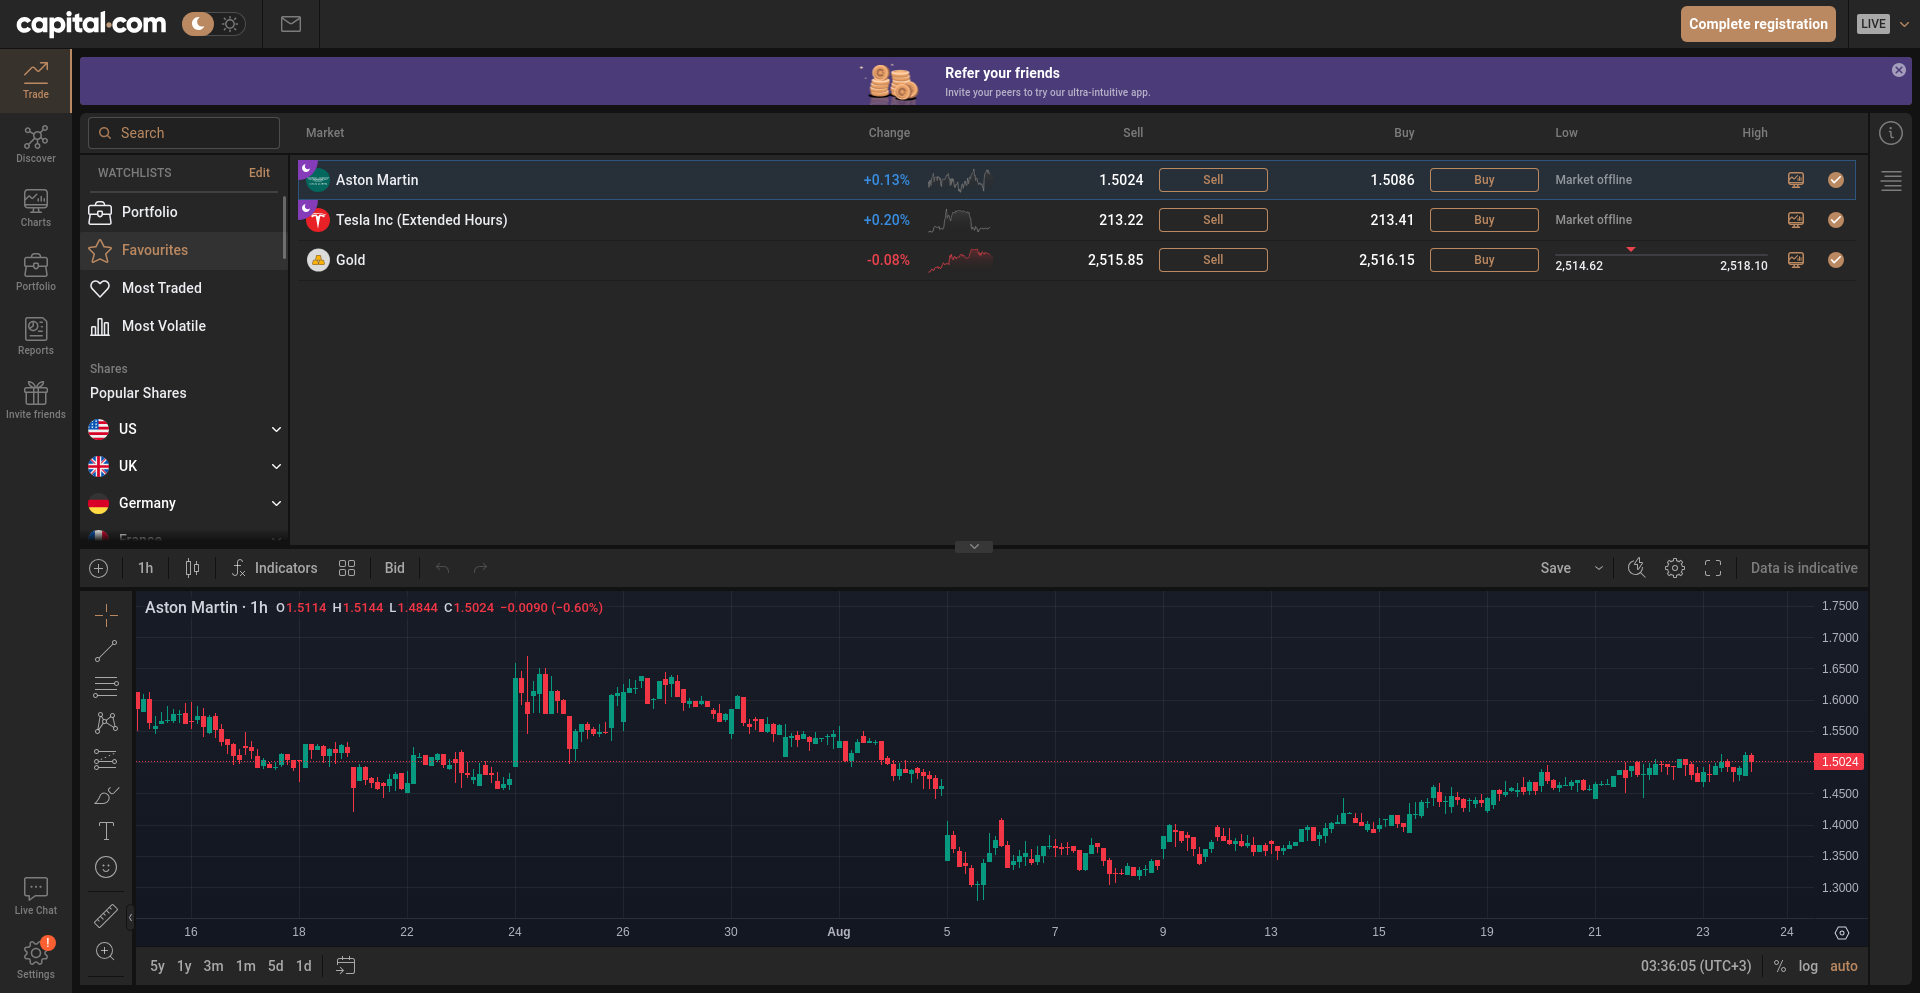 capital.com
Complete registration
LIVE
Trade
Discover
Charts
Portfolio
Reports
Invite friends
Live Chat
!
Settings
Refer your friends
Invite your peers to try our ultra-intuitive app.
Search
Market Change Sell Buy Low High
WATCHLISTS Edit
Portfolio
Favourites
Most Traded
Most Volatile
Shares
Popular Shares
US
UK
Germany
France
Aston Martin +0.13% 1.5024 Sell 1.5086 Buy Market offline
Tesla Inc (Extended Hours) +0.20% 213.22 Sell 213.41 Buy Market offline
Gold -0.08% 2,515.85 Sell 2,516.15 Buy 2,514.62 2,518.10
1h Indicators Bid Save Data is indicative
Aston Martin · 1h O1.5114 H1.5144 L1.4844 C1.5024 −0.0090 (−0.60%)
1.7500
1.7000
1.6500
1.6000
1.5500
1.5024
1.4500
1.4000
1.3500
1.3000
16 18 22 24 26 30 Aug 5 7 9 13 15 19 21 23 24
5y 1y 3m 1m 5d 1d 03:36:05 (UTC+3) % log auto